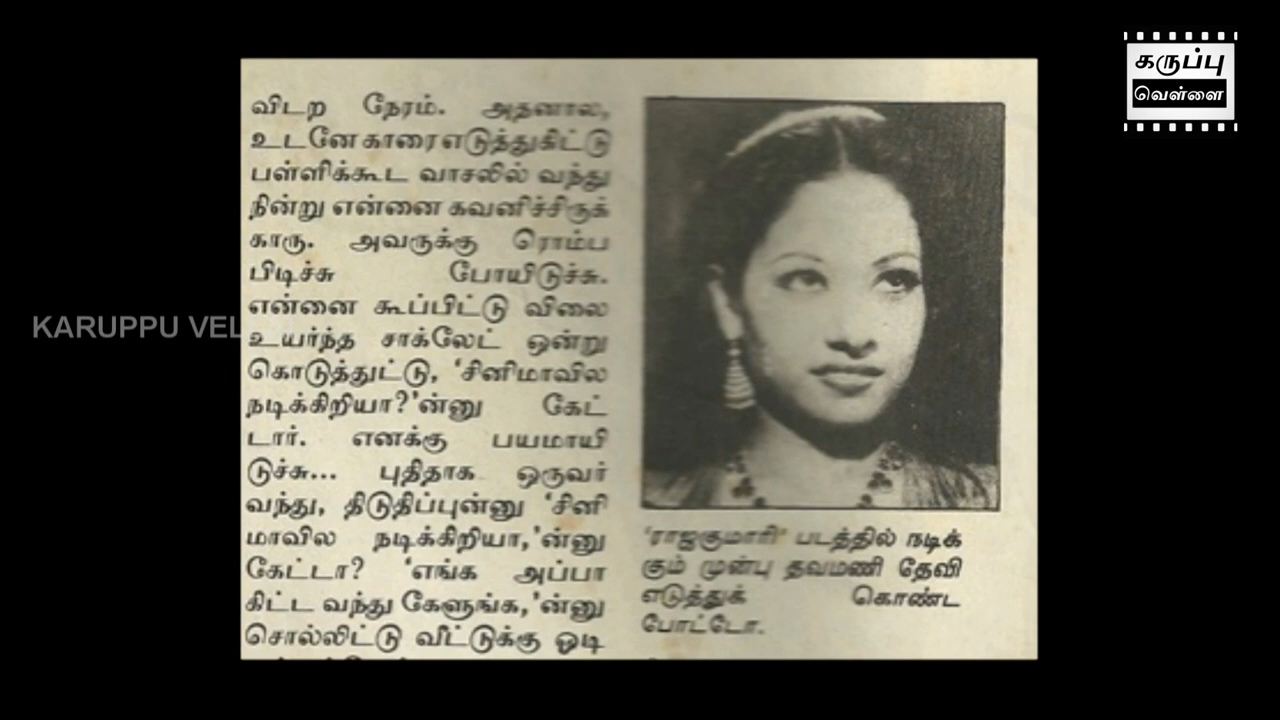 கருப்பு
வெள்ளை
KARUPPU VEL
விடற நேரம். அதனால,
உடனே காரை எடுத்துகிட்டு
பள்ளிக்கூட வாசலில் வந்து
நின்று என்னை கவனிச்சிருக்
காரு. அவருக்கு ரொம்ப
பிடிச்சு போயிடுச்சு.
என்னை கூப்பிட்டு விலை
உயர்ந்த சாக்லேட் ஒன்று
கொடுத்துட்டு, ‘சினிமாவில
நடிக்கிறியா?’ன்னு கேட்
டார். எனக்கு பயமாயி
டுச்சு... புதிதாக ஒருவர்
வந்து, திடுதிப்புன்னு ‘சினி
மாவில நடிக்கிறியா,’ன்னு
கேட்டா? ‘எங்க அப்பா
கிட்ட வந்து கேளுங்க,’ன்னு
சொல்லிட்டு வீட்டுக்கு ஓடி
‘ராஜகுமாரி’ படத்தில் நடிக்
கும் முன்பு தவமணி தேவி
எடுத்துக் கொண்ட
போட்டோ.